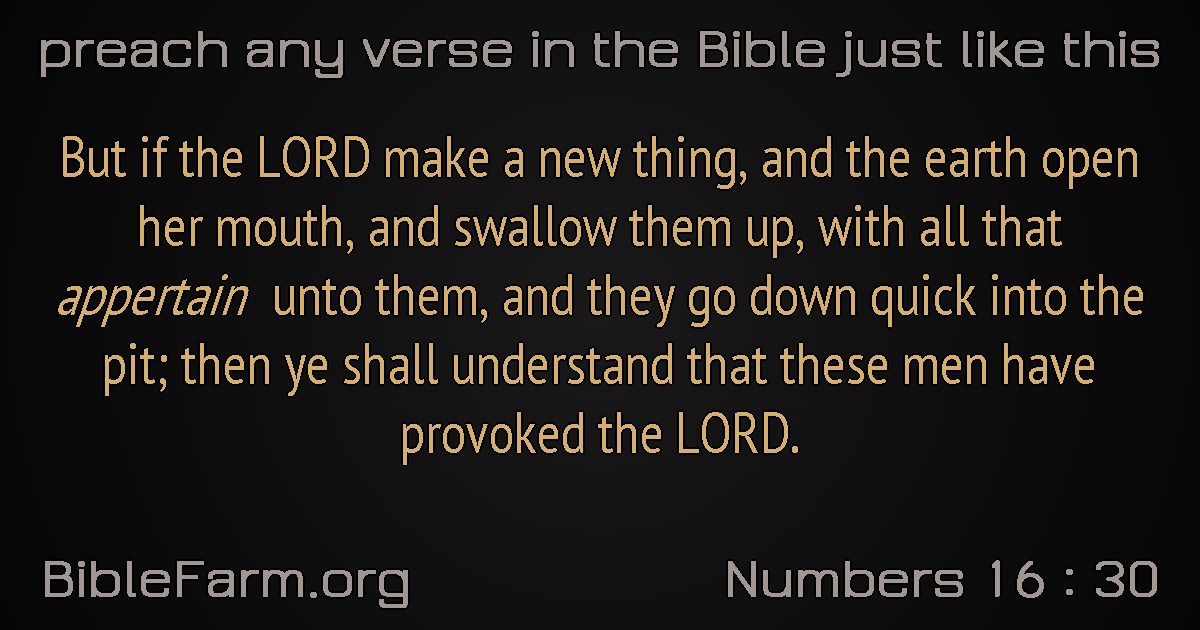 preach any verse in the Bible just like this
But if the LORD make a new thing, and the earth open
her mouth, and swallow them up, with all that
appertain unto them, and they go down quick into the
pit; then ye shall understand that these men have
provoked the LORD.
BibleFarm.org
Numbers 16 : 30